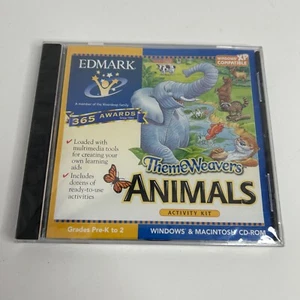 EDMARK
A member of the Riverdeep family
365 AWARDS
WINDOWS XP
COMPATIBLE
Loaded with
multimedia tools
for creating your
own learning
aids
Includes
dozens of
ready-to-use
activities
ThemeWeavers
ANIMALS
ACTIVITY KIT
Grades Pre-K to 2
WINDOWS & MACINTOSH CD-ROM